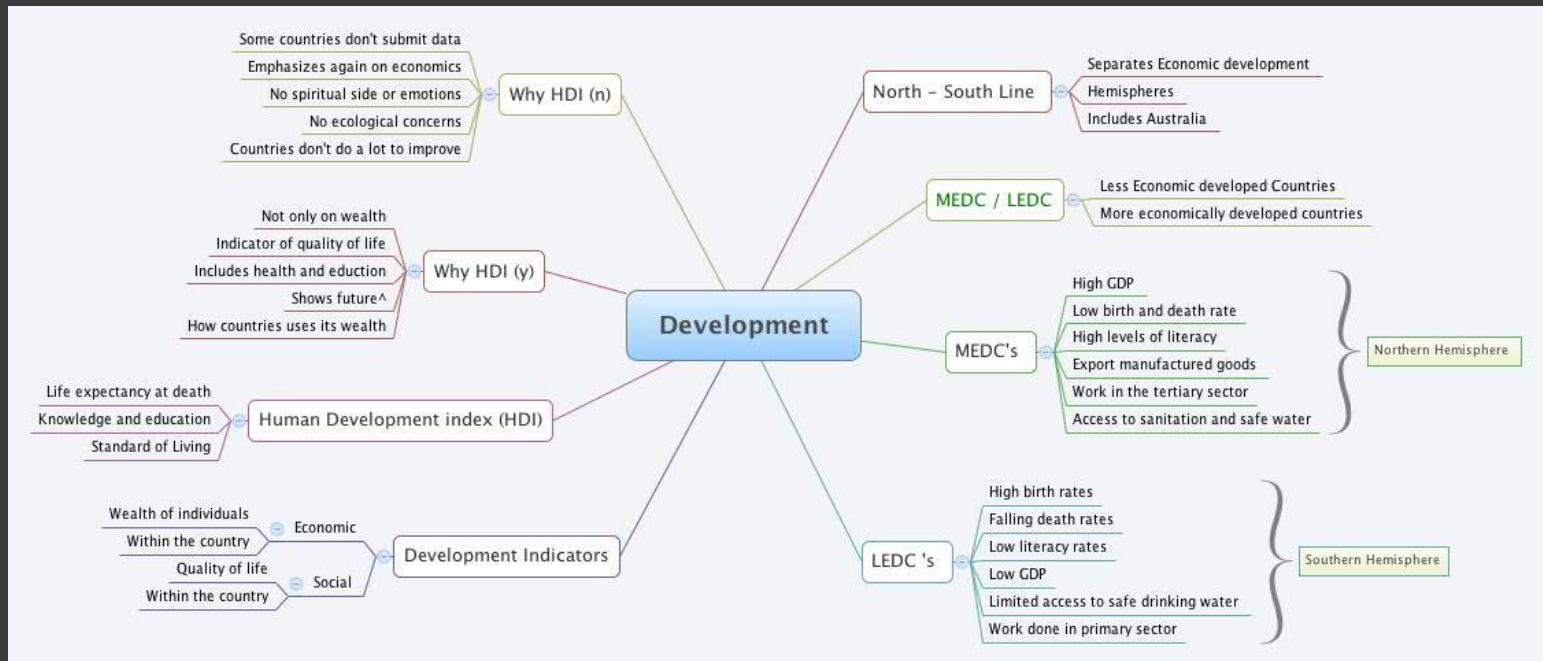 Development
Why HDI (n)
Some countries don't submit data
Emphasizes again on economics
No spiritual side or emotions
No ecological concerns
Countries don't do a lot to improve
Why HDI (y)
Not only on wealth
Indicator of quality of life
Includes health and eduction
Shows future^
How countries uses its wealth
Human Development index (HDI)
Life expectancy at death
Knowledge and education
Standard of Living
Development Indicators
Economic
Wealth of individuals
Within the country
Social
Quality of life
Within the country
North - South Line
Separates Economic development
Hemispheres
Includes Australia
MEDC / LEDC
Less Economic developed Countries
More economically developed countries
MEDC's
High GDP
Low birth and death rate
High levels of literacy
Export manufactured goods
Work in the tertiary sector
Access to sanitation and safe water
Northern Hemisphere
LEDC 's
High birth rates
Falling death rates
Low literacy rates
Low GDP
Limited access to safe drinking water
Work done in primary sector
Southern Hemisphere